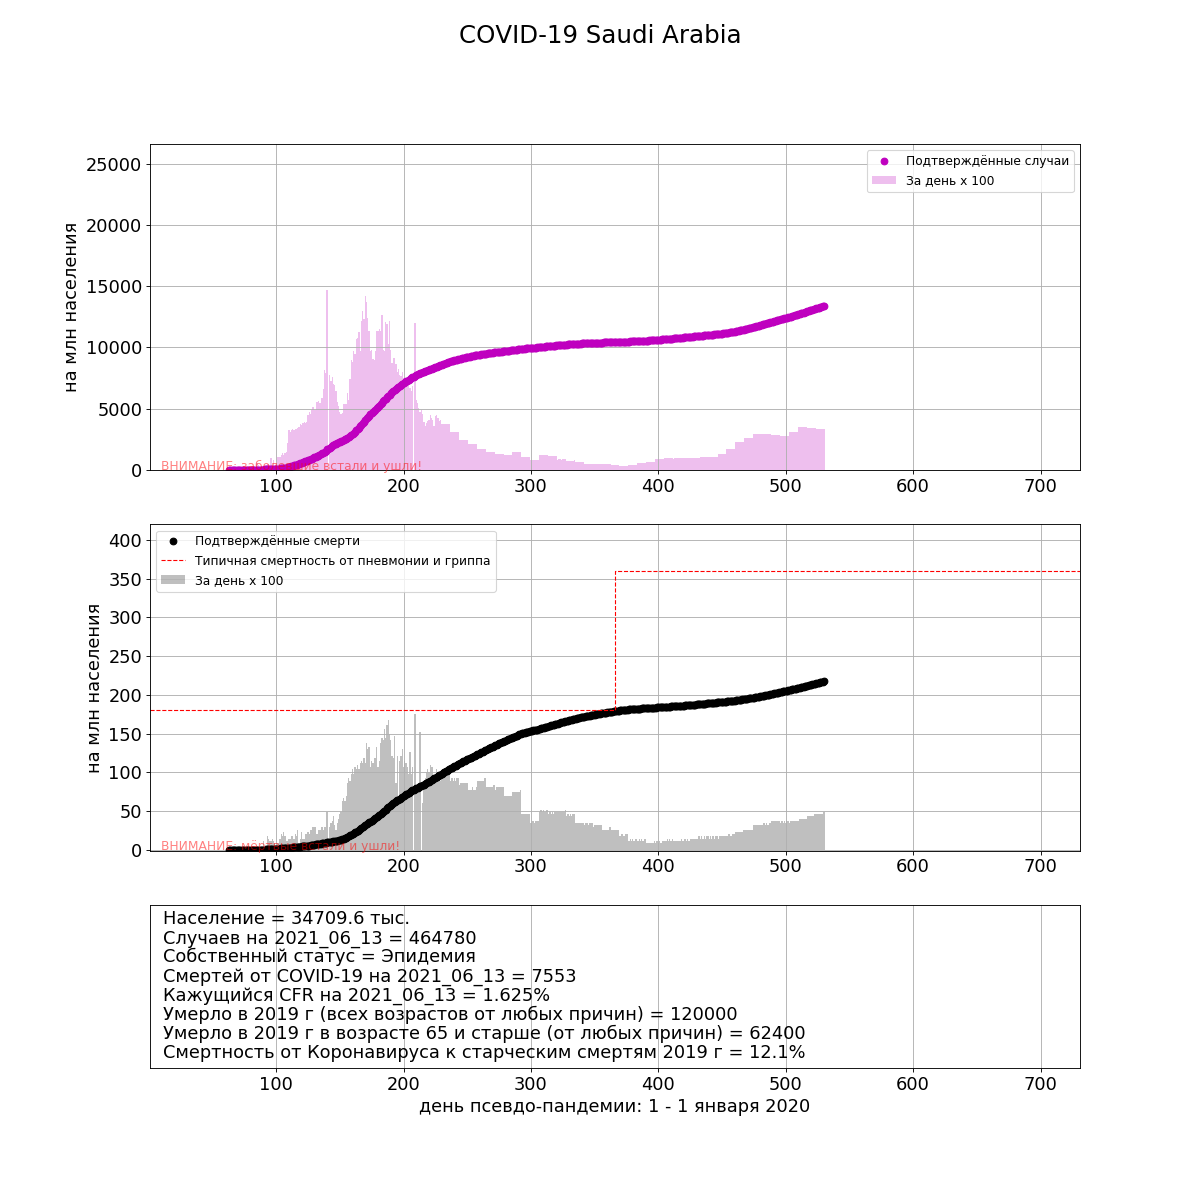 COVID-19 Saudi Arabia
25000
20000
15000
10000
5000
0
на млн населения
Подтверждённые случаи
За день x 100
ВНИМАНИЕ: встали и ушли!
100 200 300 400 500 600 700
400
350
300
250
200
150
100
50
0
на млн населения
Подтверждённые смерти
Типичная смертность от пневмонии и гриппа
За день x 100
ВНИМАНИЕ: и ушли!
100 200 300 400 500 600 700
Население = 34709.6 тыс.
Случаев на 2021_06_13 = 464780
Собственный статус = Эпидемия
Смертей от COVID-19 на 2021_06_13 = 7553
Кажущийся CFR на 2021_06_13 = 1.625%
Умерло в 2019 г (всех возрастов от любых причин) = 120000
Умерло в 2019 г в возрасте 65 и старше (от любых причин) = 62400
Смертность от Коронавируса к старческим смертям 2019 г = 12.1%
100 200 300 400 500 600 700
день псевдо-пандемии: 1 - 1 января 2020